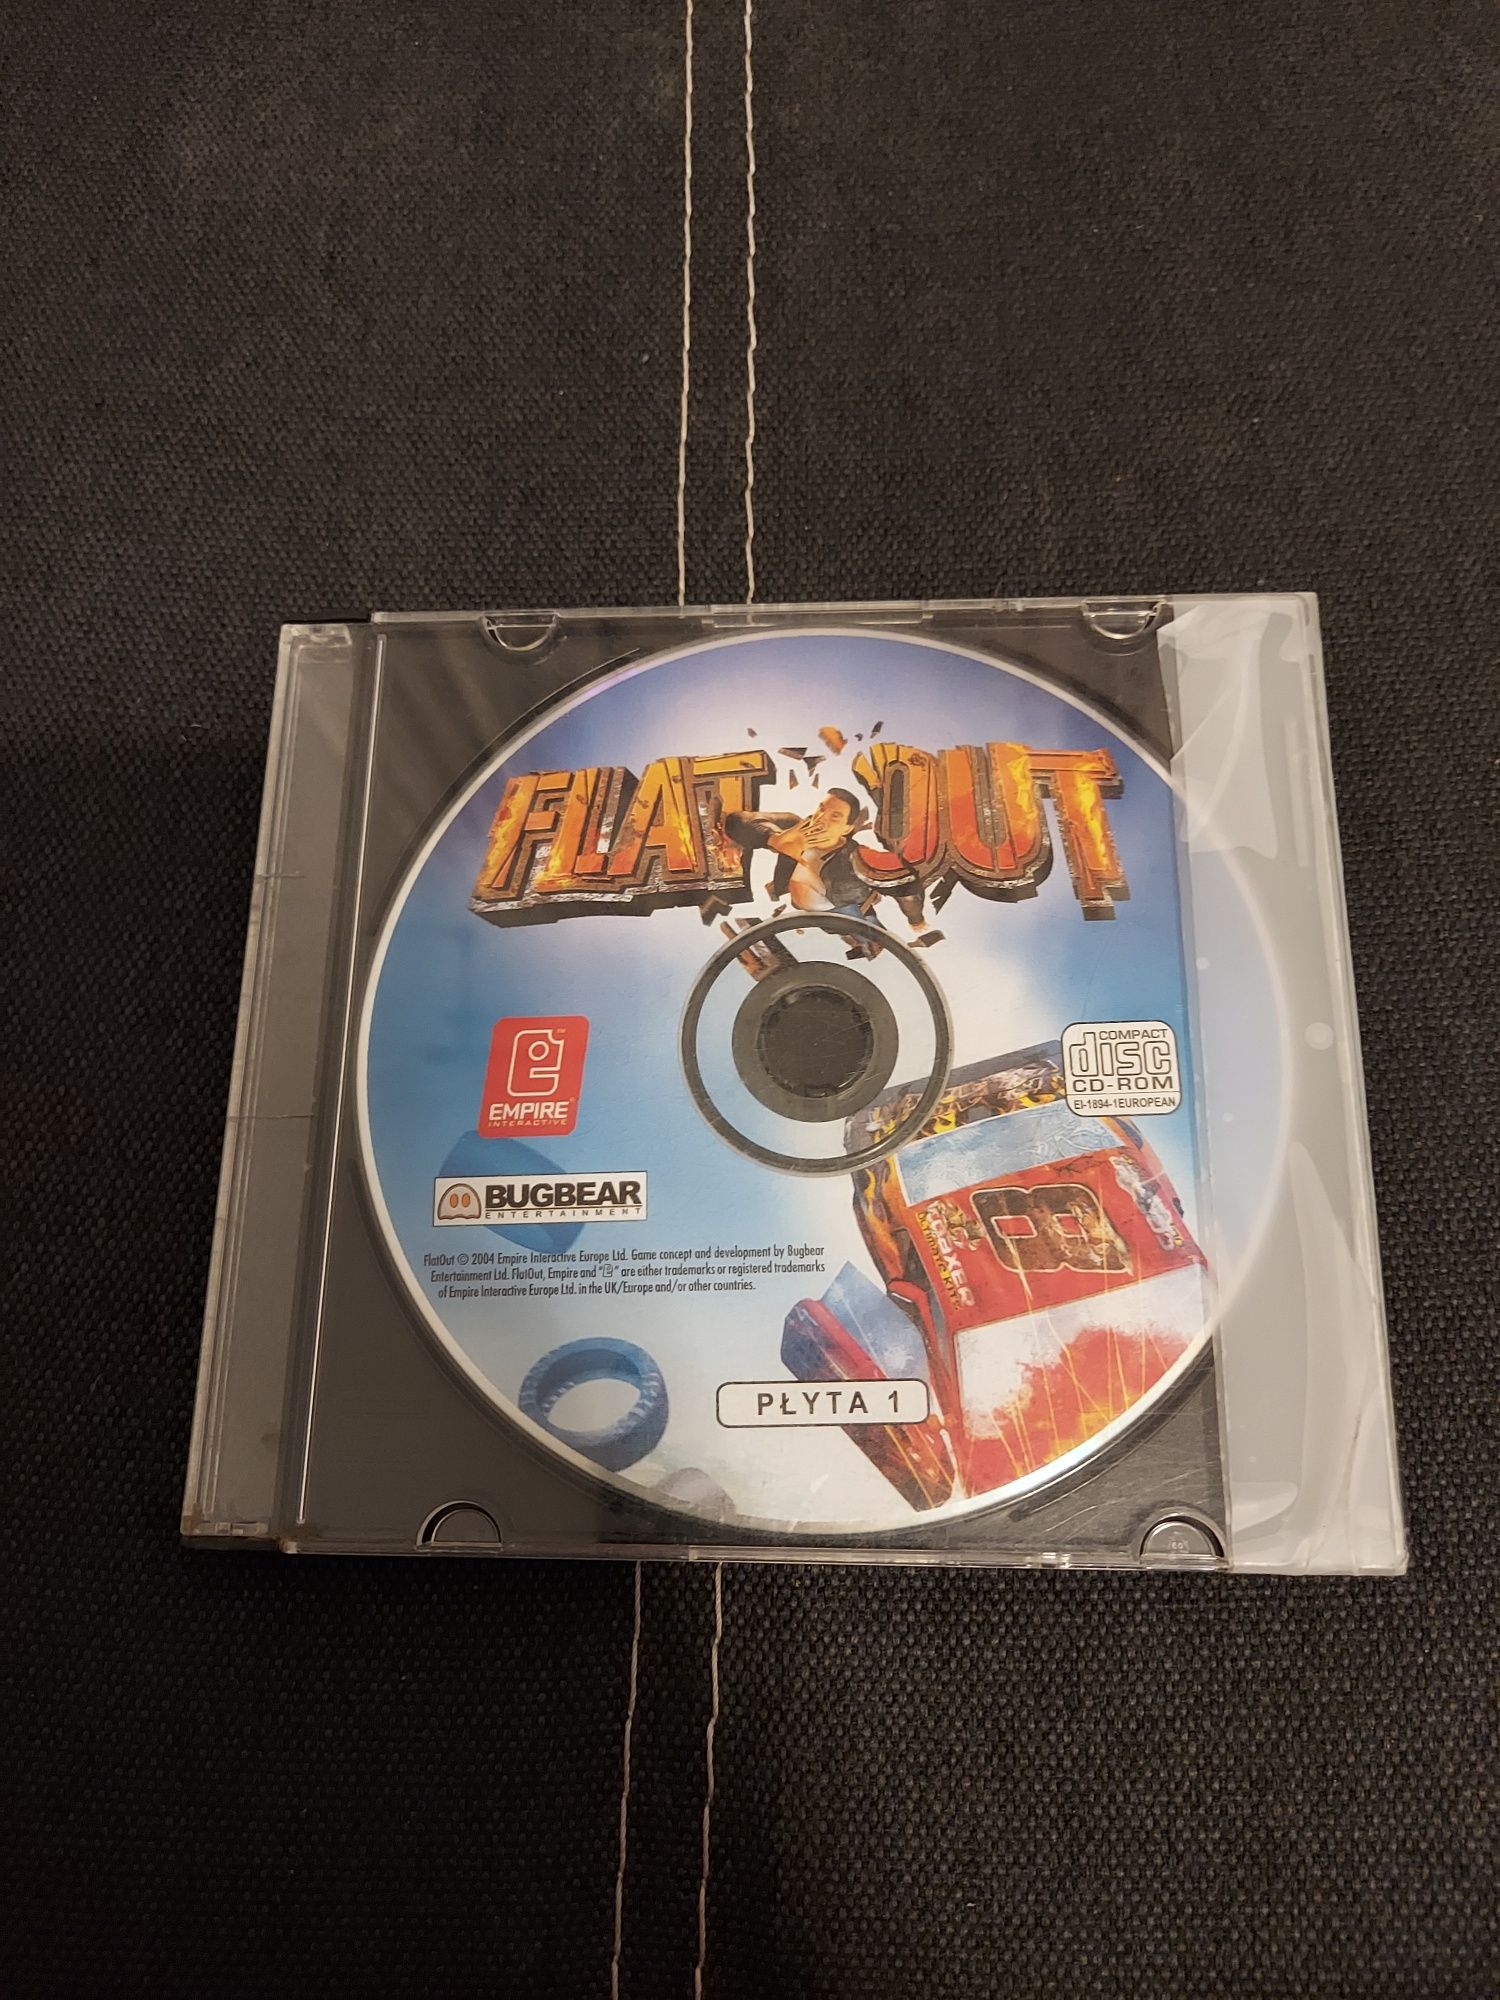 FLAT OUT
EMPIRE
INTERACTIVE
COMPACT
disc
CD-ROM
EI-1894-1EUROPEAN
BUGBEAR
ENTERTAINMENT
FlatOut © 2004 Empire Interactive Europe Ltd. Game concept and development by Bugbear
Entertainment Ltd. FlatOut, Empire and "e" are either trademarks or registered trademarks
of Empire Interactive Europe Ltd. in the UK/Europe and/or other countries.
8
PŁYTA 1